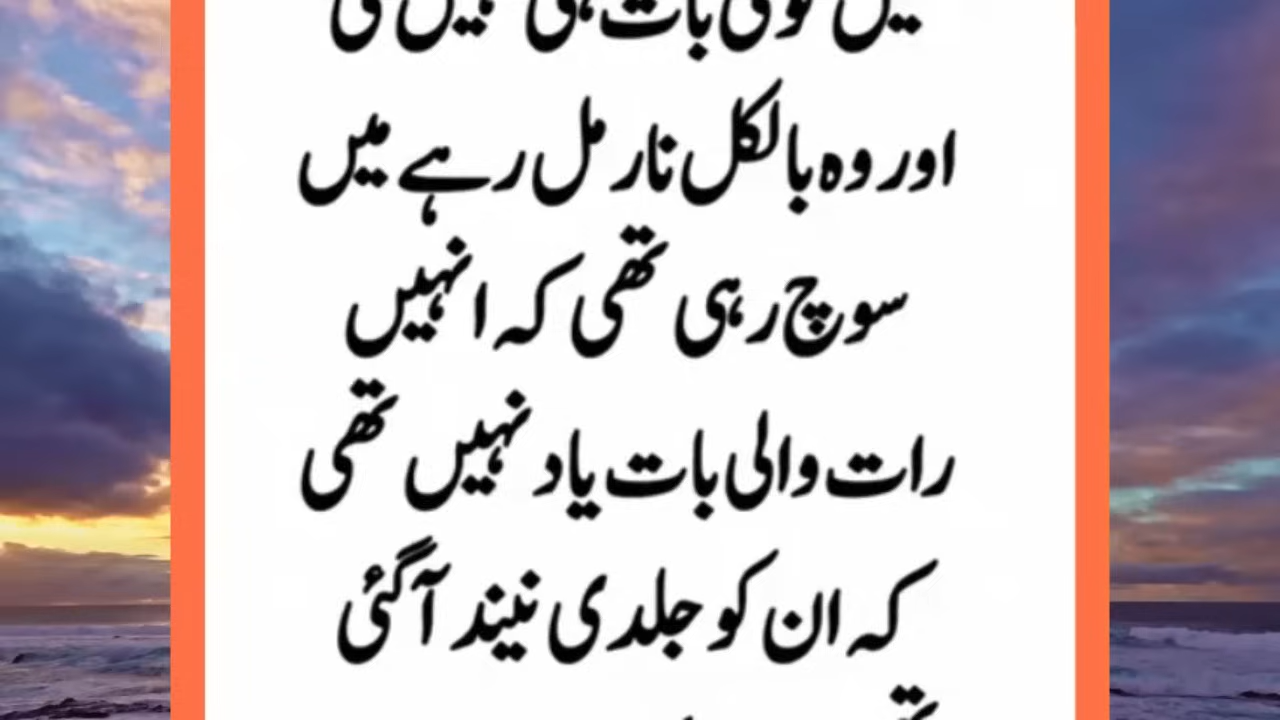 کوئی بات ہی نہیں کی
اور وہ بالکل نارمل رہے میں
سوچ رہی تھی کہ انہیں
رات والی بات یاد نہیں تھی
کہ ان کو جلدی نیند آگئی